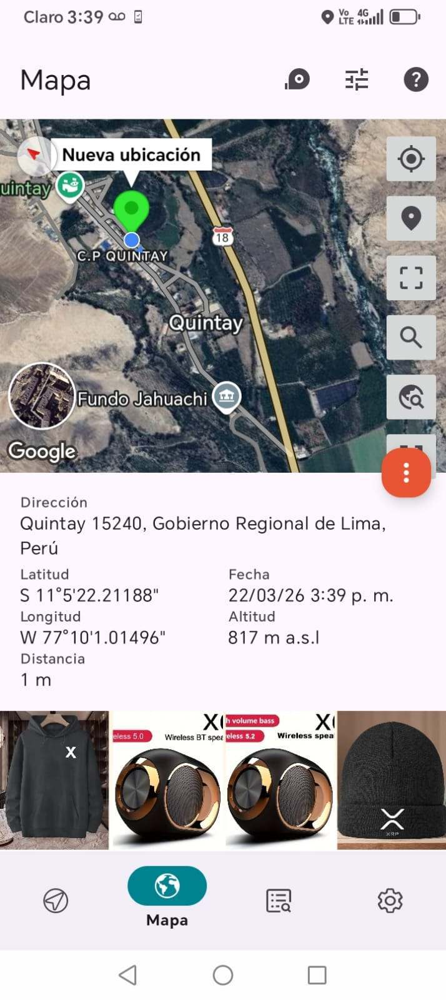 Claro 3:39
Vo
LTE
4G
Mapa
Nueva ubicación
uintay
18
C.P QUINTAY
Quintay
Fundo Jahuachi
Google
Dirección
Quintay 15240, Gobierno Regional de Lima,
Perú
Latitud
S 11°5'22.21188"
Fecha
22/03/26 3:39 p. m.
Longitud
W 77°10'1.01496"
Altitud
817 m a.s.l
Distancia
1 m
X
X
eless 5.0
Wireless BT spea
h volume bass
X
eless 5.2
Wireless spea
XRP
Mapa